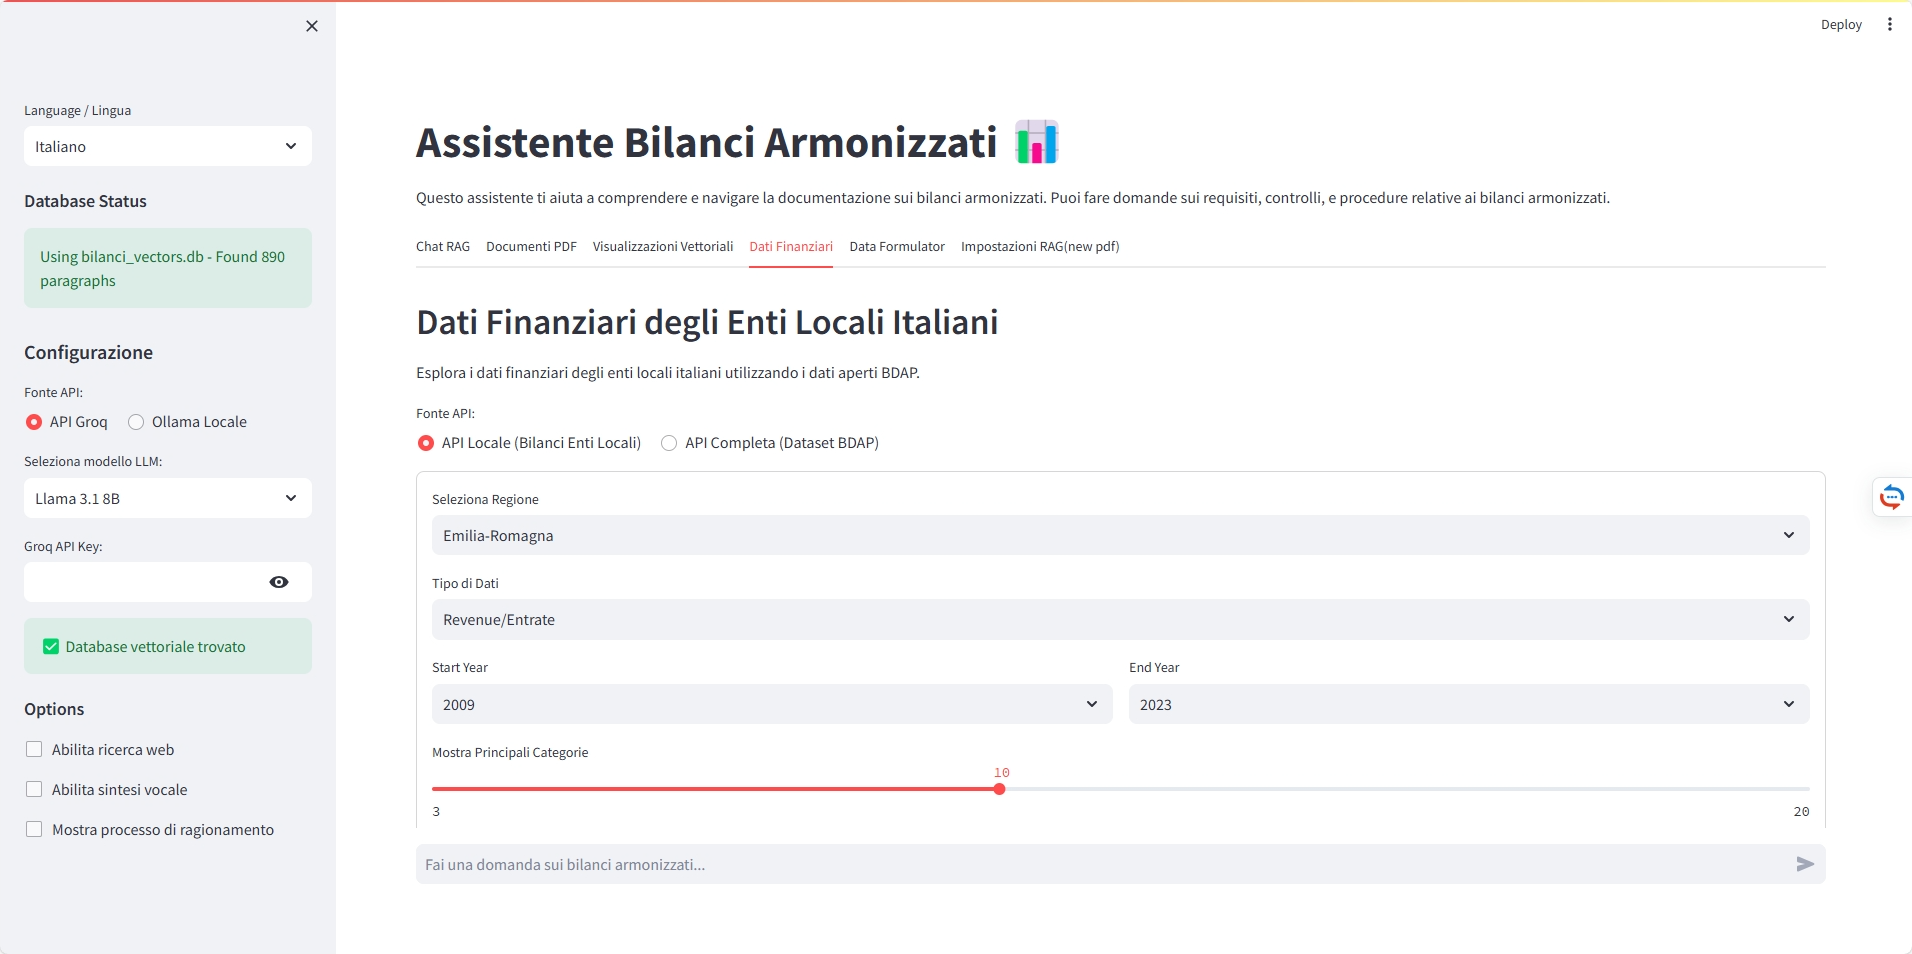 Deploy
Language / Lingua
Italiano
Database Status
Using bilanci_vectors.db - Found 890
paragraphs
Configurazione
Fonte API:
API Groq
Ollama Locale
Seleziona modello LLM:
Llama 3.1 8B
Groq API Key:
Database vettoriale trovato
Options
Abilita ricerca web
Abilita sintesi vocale
Mostra processo di ragionamento
Assistente Bilanci Armonizzati
Questo assistente ti aiuta a comprendere e navigare la documentazione sui bilanci armonizzati. Puoi fare domande sui requisiti, controlli, e procedure relative ai bilanci armonizzati.
Chat RAG Documenti PDF Visualizzazioni Vettoriali Dati Finanziari Data Formulator Impostazioni RAG(new pdf)
Dati Finanziari degli Enti Locali Italiani
Esplora i dati finanziari degli enti locali italiani utilizzando i dati aperti BDAP.
Fonte API:
API Locale (Bilanci Enti Locali) API Completa (Dataset BDAP)
Seleziona Regione
Emilia-Romagna
Tipo di Dati
Revenue/Entrate
Start Year End Year
2009 2023
Mostra Principali Categorie
10
3 20
Fai una domanda sui bilanci armonizzati...